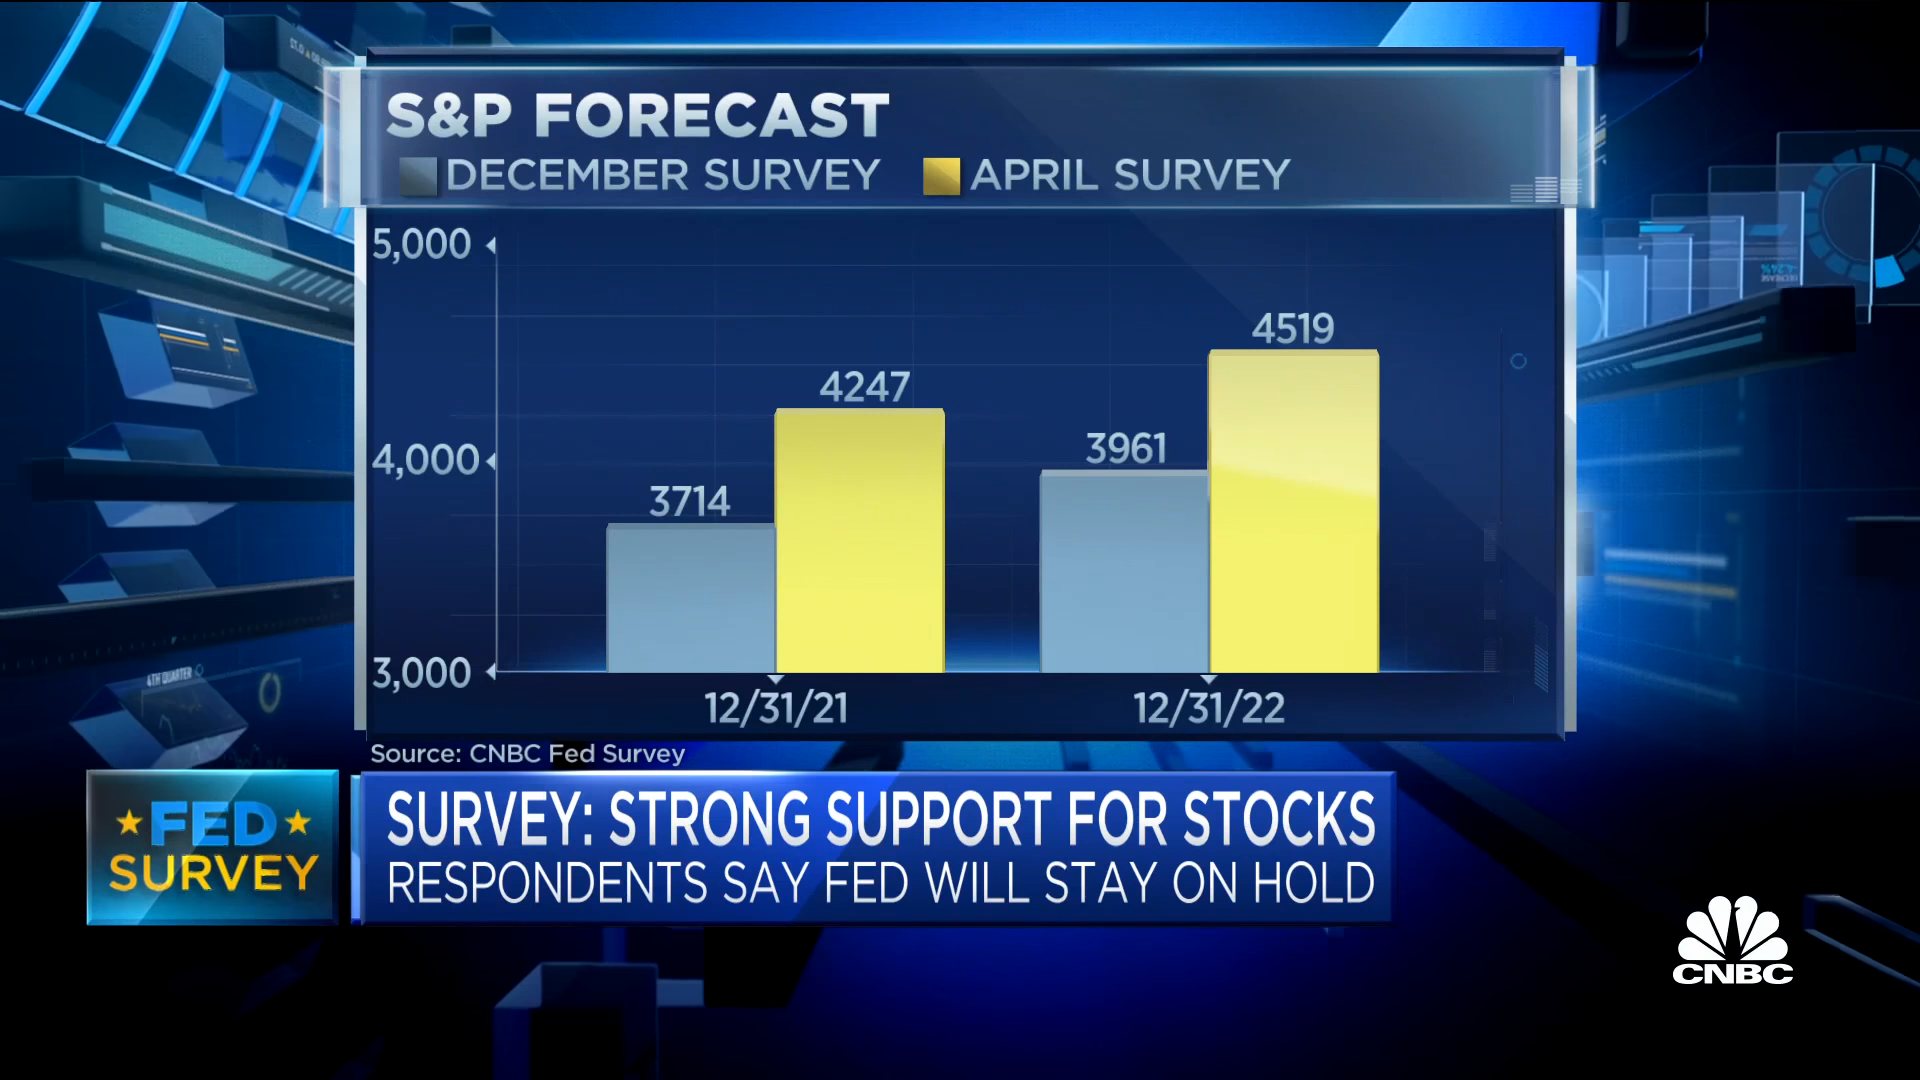 S&P FORECAST
DECEMBER SURVEY APRIL SURVEY
5,000
4519
4247
4,000
3961
3714
3,000
12/31/21 12/31/22
4TH QUARTER
Source: CNBC Fed Survey
FED
SURVEY
SURVEY: STRONG SUPPORT FOR STOCKS
RESPONDENTS SAY FED WILL STAY ON HOLD
CNBC